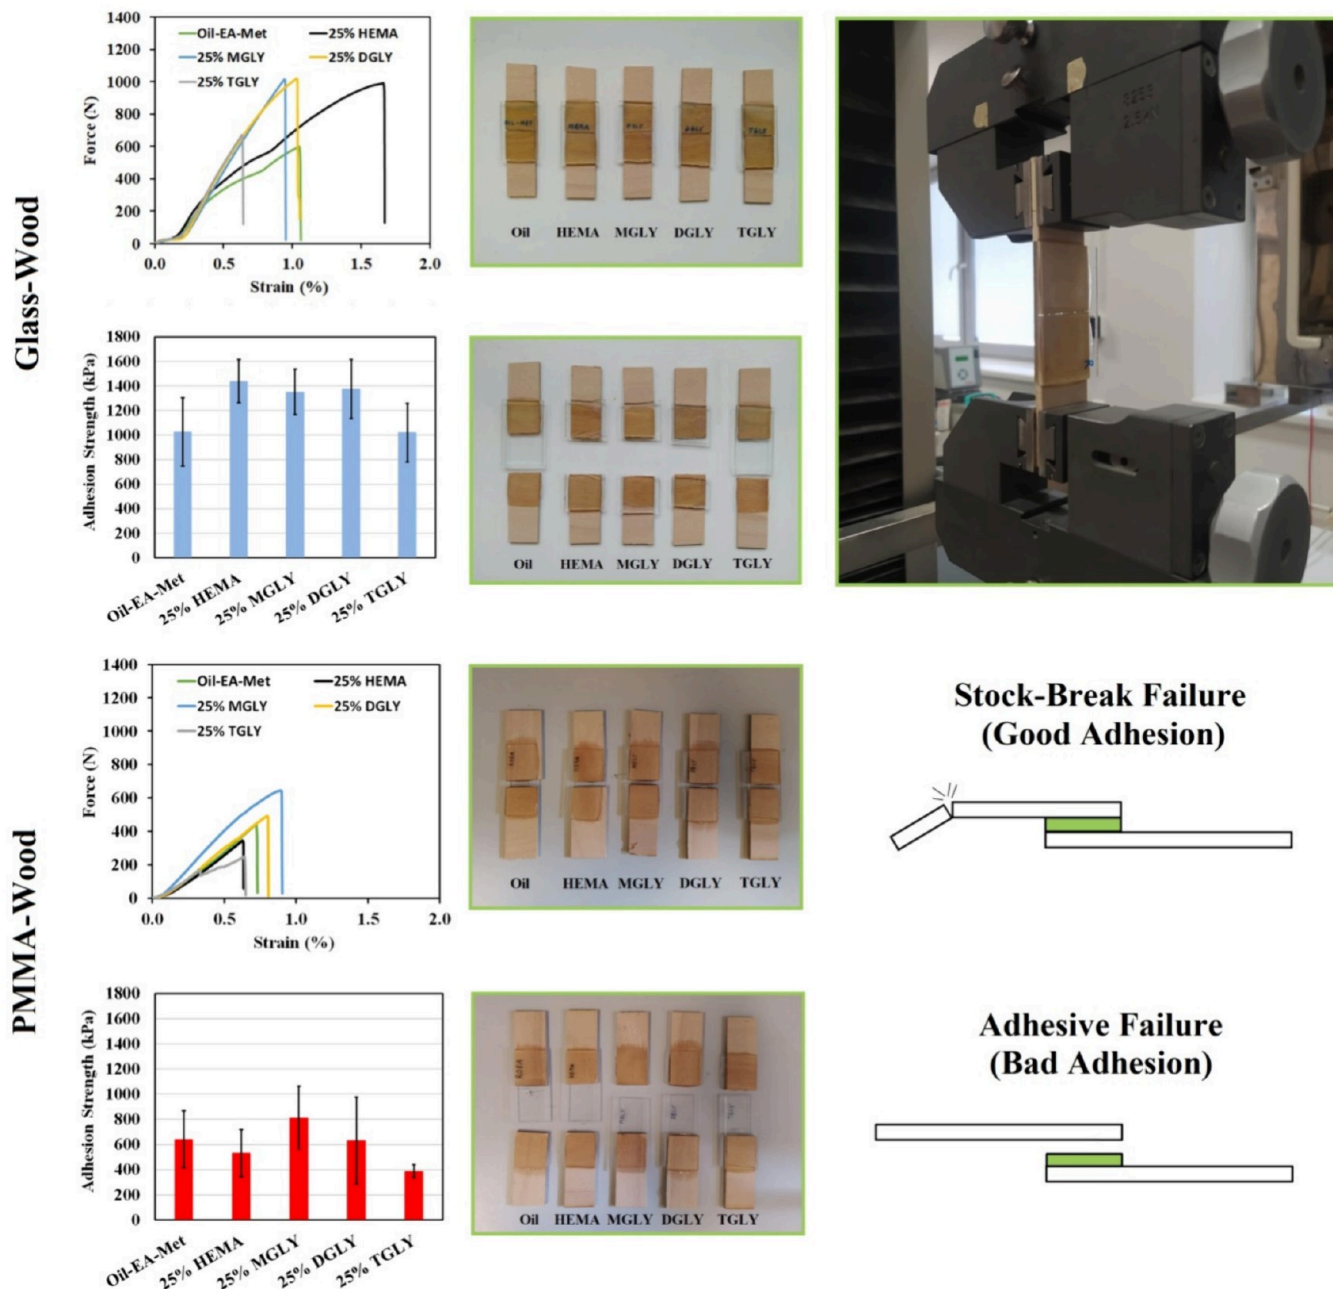 Glass-Wood
1400
1200
1000
800
600
400
200
0
Force (N)
Oil-EA-Met 25% HEMA
25% MGLY 25% DGLY
25% TGLY
0.0 0.5 1.0 1.5 2.0
Strain (%)
Oil HEMA MGLY DGLY TGLY
1800
1600
1400
1200
1000
800
600
400
200
0
Adhesion Strength (kPa)
Oil-EA-Met 25% HEMA 25% MGLY 25% DGLY 25% TGLY
Oil HEMA MGLY DGLY TGLY
PMMA-Wood
1400
1200
1000
800
600
400
200
0
Force (N)
Oil-EA-Met 25% HEMA
25% MGLY 25% DGLY
25% TGLY
0.0 0.5 1.0 1.5 2.0
Strain (%)
Oil HEMA MGLY DGLY TGLY
Stock-Break Failure
(Good Adhesion)
1800
1600
1400
1200
1000
800
600
400
200
0
Adhesion Strength (kPa)
Oil-EA-Met 25% HEMA 25% MGLY 25% DGLY 25% TGLY
Oil HEMA MGLY DGLY TGLY
Adhesive Failure
(Bad Adhesion)